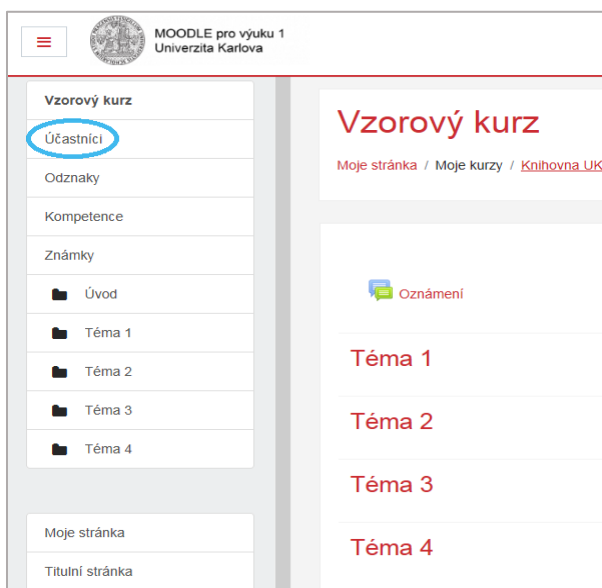 MOODLE pro výuku 1
Univerzita Karlova
Vzorový kurz
Účastníci
Odznaky
Kompetence
Známky
Úvod
Téma 1
Téma 2
Téma 3
Téma 4
Moje stránka
Titulní stránka
Vzorový kurz
Moje stránka / Moje kurzy / Knihovna UK
Oznámení
Téma 1
Téma 2
Téma 3
Téma 4